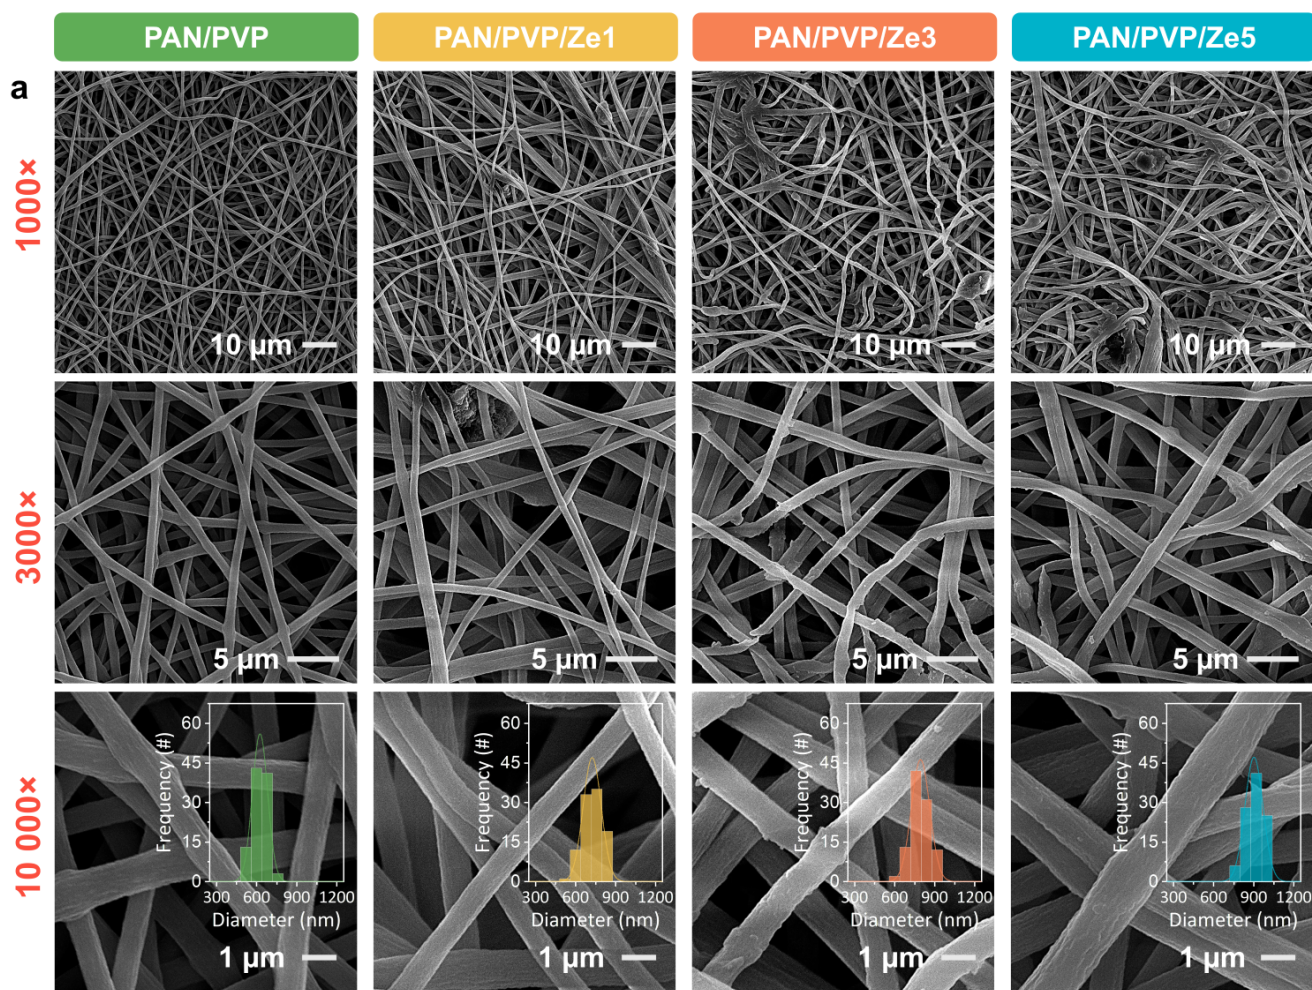 PAN/PVP PAN/PVP/Ze1 PAN/PVP/Ze3 PAN/PVP/Ze5
a
1000×
10 µm 10 µm 10 µm 10 µm
3000×
5 µm 5 µm 5 µm 5 µm
10 000×
Frequency (#)
60
30
15
0
300 600 900 1200
Diameter (nm)
1 µm
Frequency (#)
60
30
15
0
300 600 900 1200
Diameter (nm)
1 µm
Frequency (#)
60
30
15
0
300 600 900 1200
Diameter (nm)
1 µm
Frequency (#)
60
30
15
0
300 600 900 1200
Diameter (nm)
1 µm